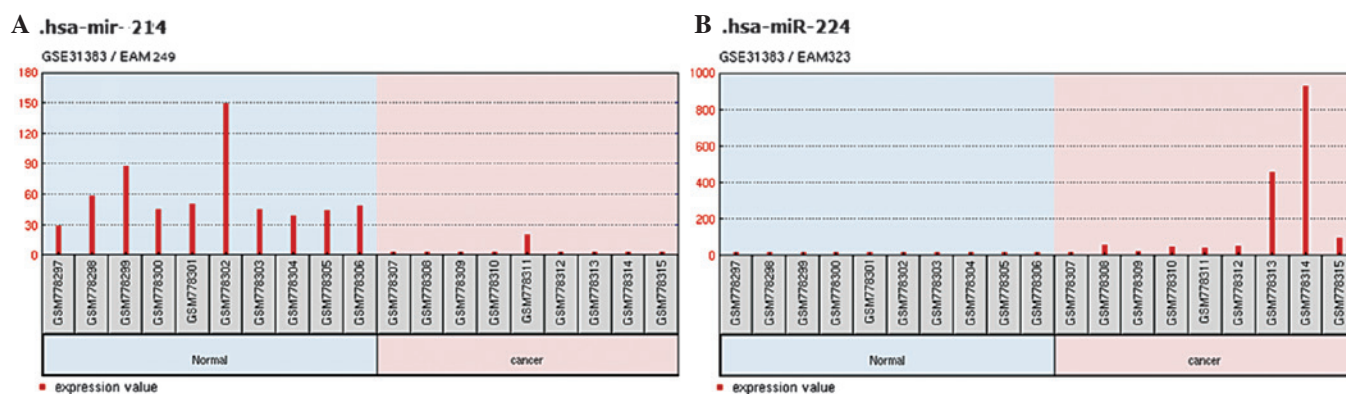 A .hsa-mir- 214
GSE31383 / EAM249
180
150
120
90
60
30
0
GSM778297
GSM778298
GSM778299
GSM778300
GSM778301
GSM778302
GSM778303
GSM778304
GSM778305
GSM778306
GSM778307
GSM778308
GSM778309
GSM778310
GSM778311
GSM778312
GSM778313
GSM778314
GSM778315
Normal
cancer
expression value
B .hsa-miR-224
GSE31383 / EAM323
1000
800
600
400
200
0
GSM778297
GSM778298
GSM778299
GSM778300
GSM778301
GSM778302
GSM778303
GSM778304
GSM778305
GSM778306
GSM778307
GSM778308
GSM778309
GSM778310
GSM778311
GSM778312
GSM778313
GSM778314
GSM778315
Normal
cancer
expression value